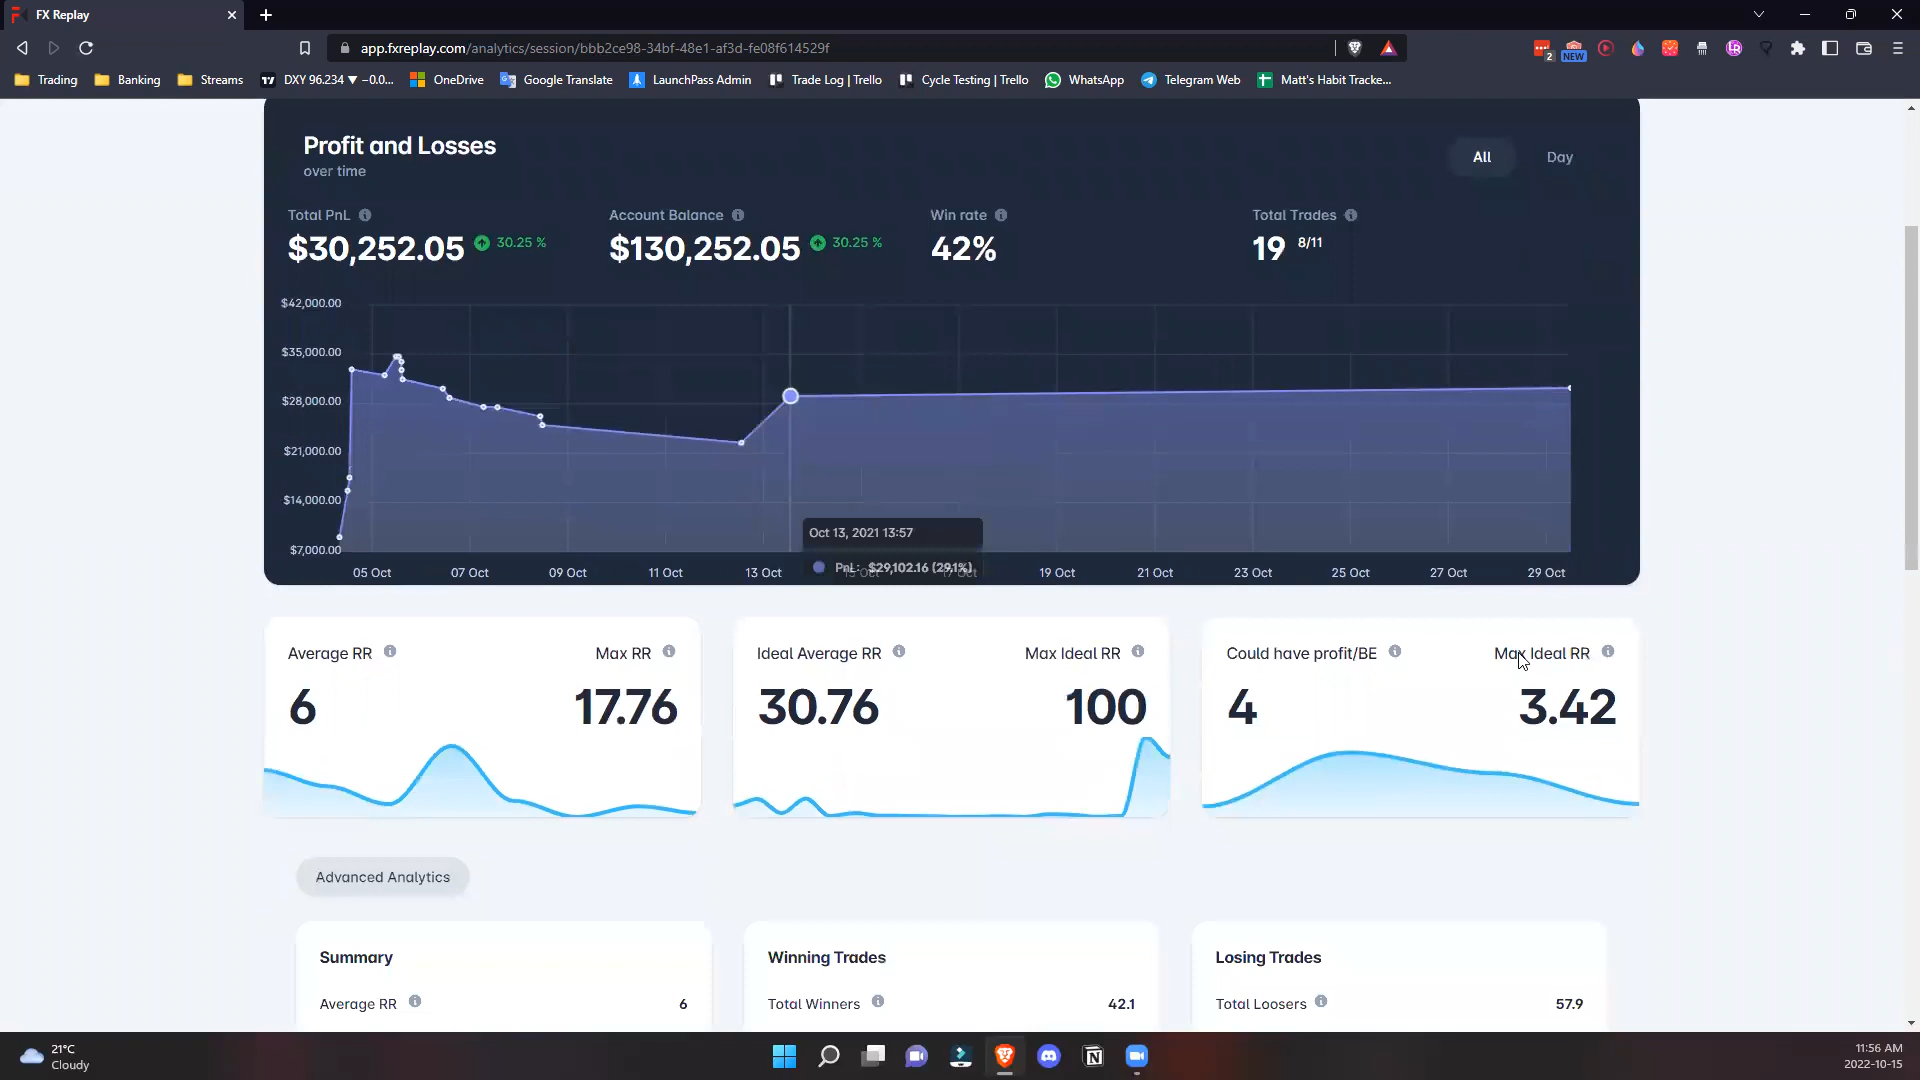 FX Replay
app.fxreplay.com/analytics/session/bbb2ce98-34bf-48e1-af3d-fe08f614529f
2
NEW
Trading
Banking
Streams
DXY 96.234 ▼ −0.0...
OneDrive
Google Translate
LaunchPass Admin
Trade Log | Trello
Cycle Testing | Trello
WhatsApp
Telegram Web
Matt's Habit Tracke...
Profit and Losses
over time
All
Day
Total PnL
$30,252.05 30.25 %
Account Balance
$130,252.05 30.25 %
Win rate
42%
Total Trades
19 8/11
$42,000.00
$35,000.00
$28,000.00
$21,000.00
$14,000.00
$7,000.00
Oct 13, 2021 13:57
PnL: $29,102.16 (29.1%)
05 Oct
07 Oct
09 Oct
11 Oct
13 Oct
15 Oct
17 Oct
19 Oct
21 Oct
23 Oct
25 Oct
27 Oct
29 Oct
Average RR
6
Max RR
17.76
Ideal Average RR
30.76
Max Ideal RR
100
Could have profit/BE
4
Max Ideal RR
3.42
Advanced Analytics
Summary
Average RR 6
Winning Trades
Total Winners 42.1
Losing Trades
Total Loosers 57.9
21°C
Cloudy
11:56 AM
2022-10-15